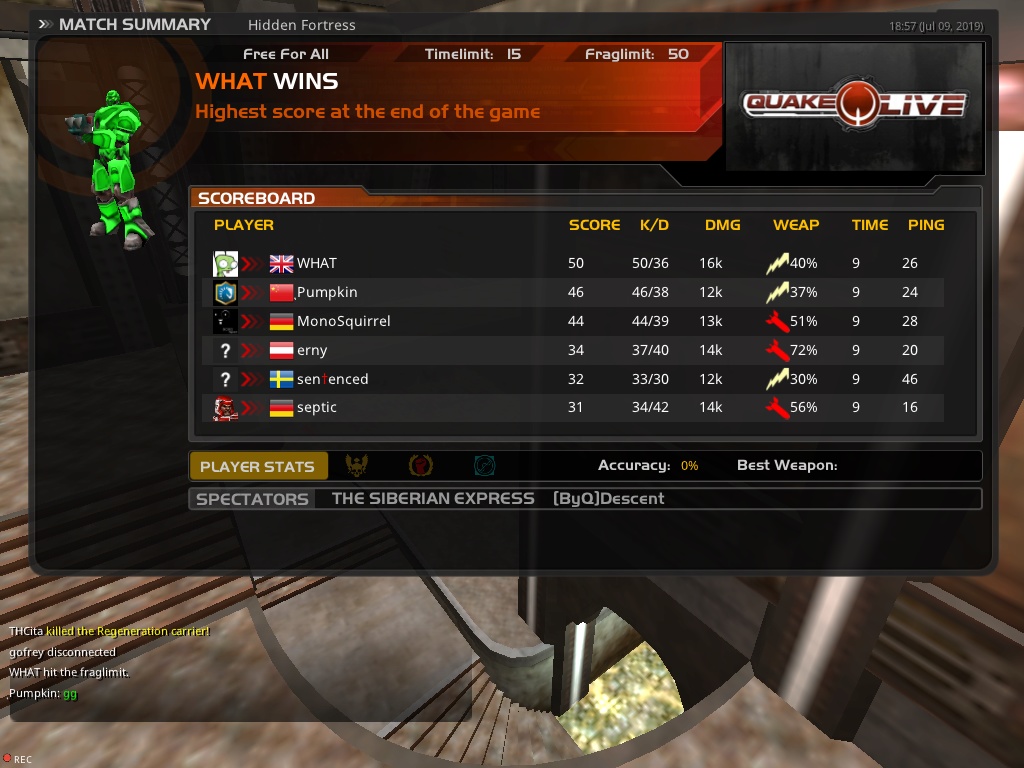 MATCH SUMMARY Hidden Fortress 18:57 (Jul 09, 2019)
Free For All Timelimit: 15 Fraglimit: 50
WHAT WINS
Highest score at the end of the game
QUAKE LIVE
SCOREBOARD
PLAYER SCORE K/D DMG WEAP TIME PING
WHAT 50 50/36 16k 40% 9 26
Pumpkin 46 46/38 12k 37% 9 24
MonoSquirrel 44 44/39 13k 51% 9 28
? erny 34 37/40 14k 72% 9 20
? sen†enced 32 33/30 12k 30% 9 46
septic 31 34/42 14k 56% 9 16
PLAYER STATS Accuracy: 0% Best Weapon:
SPECTATORS THE SIBERIAN EXPRESS [ByQ]Descent
THCita killed the Regeneration carrier!
gofrey disconnected
WHAT hit the fraglimit.
Pumpkin: gg
REC